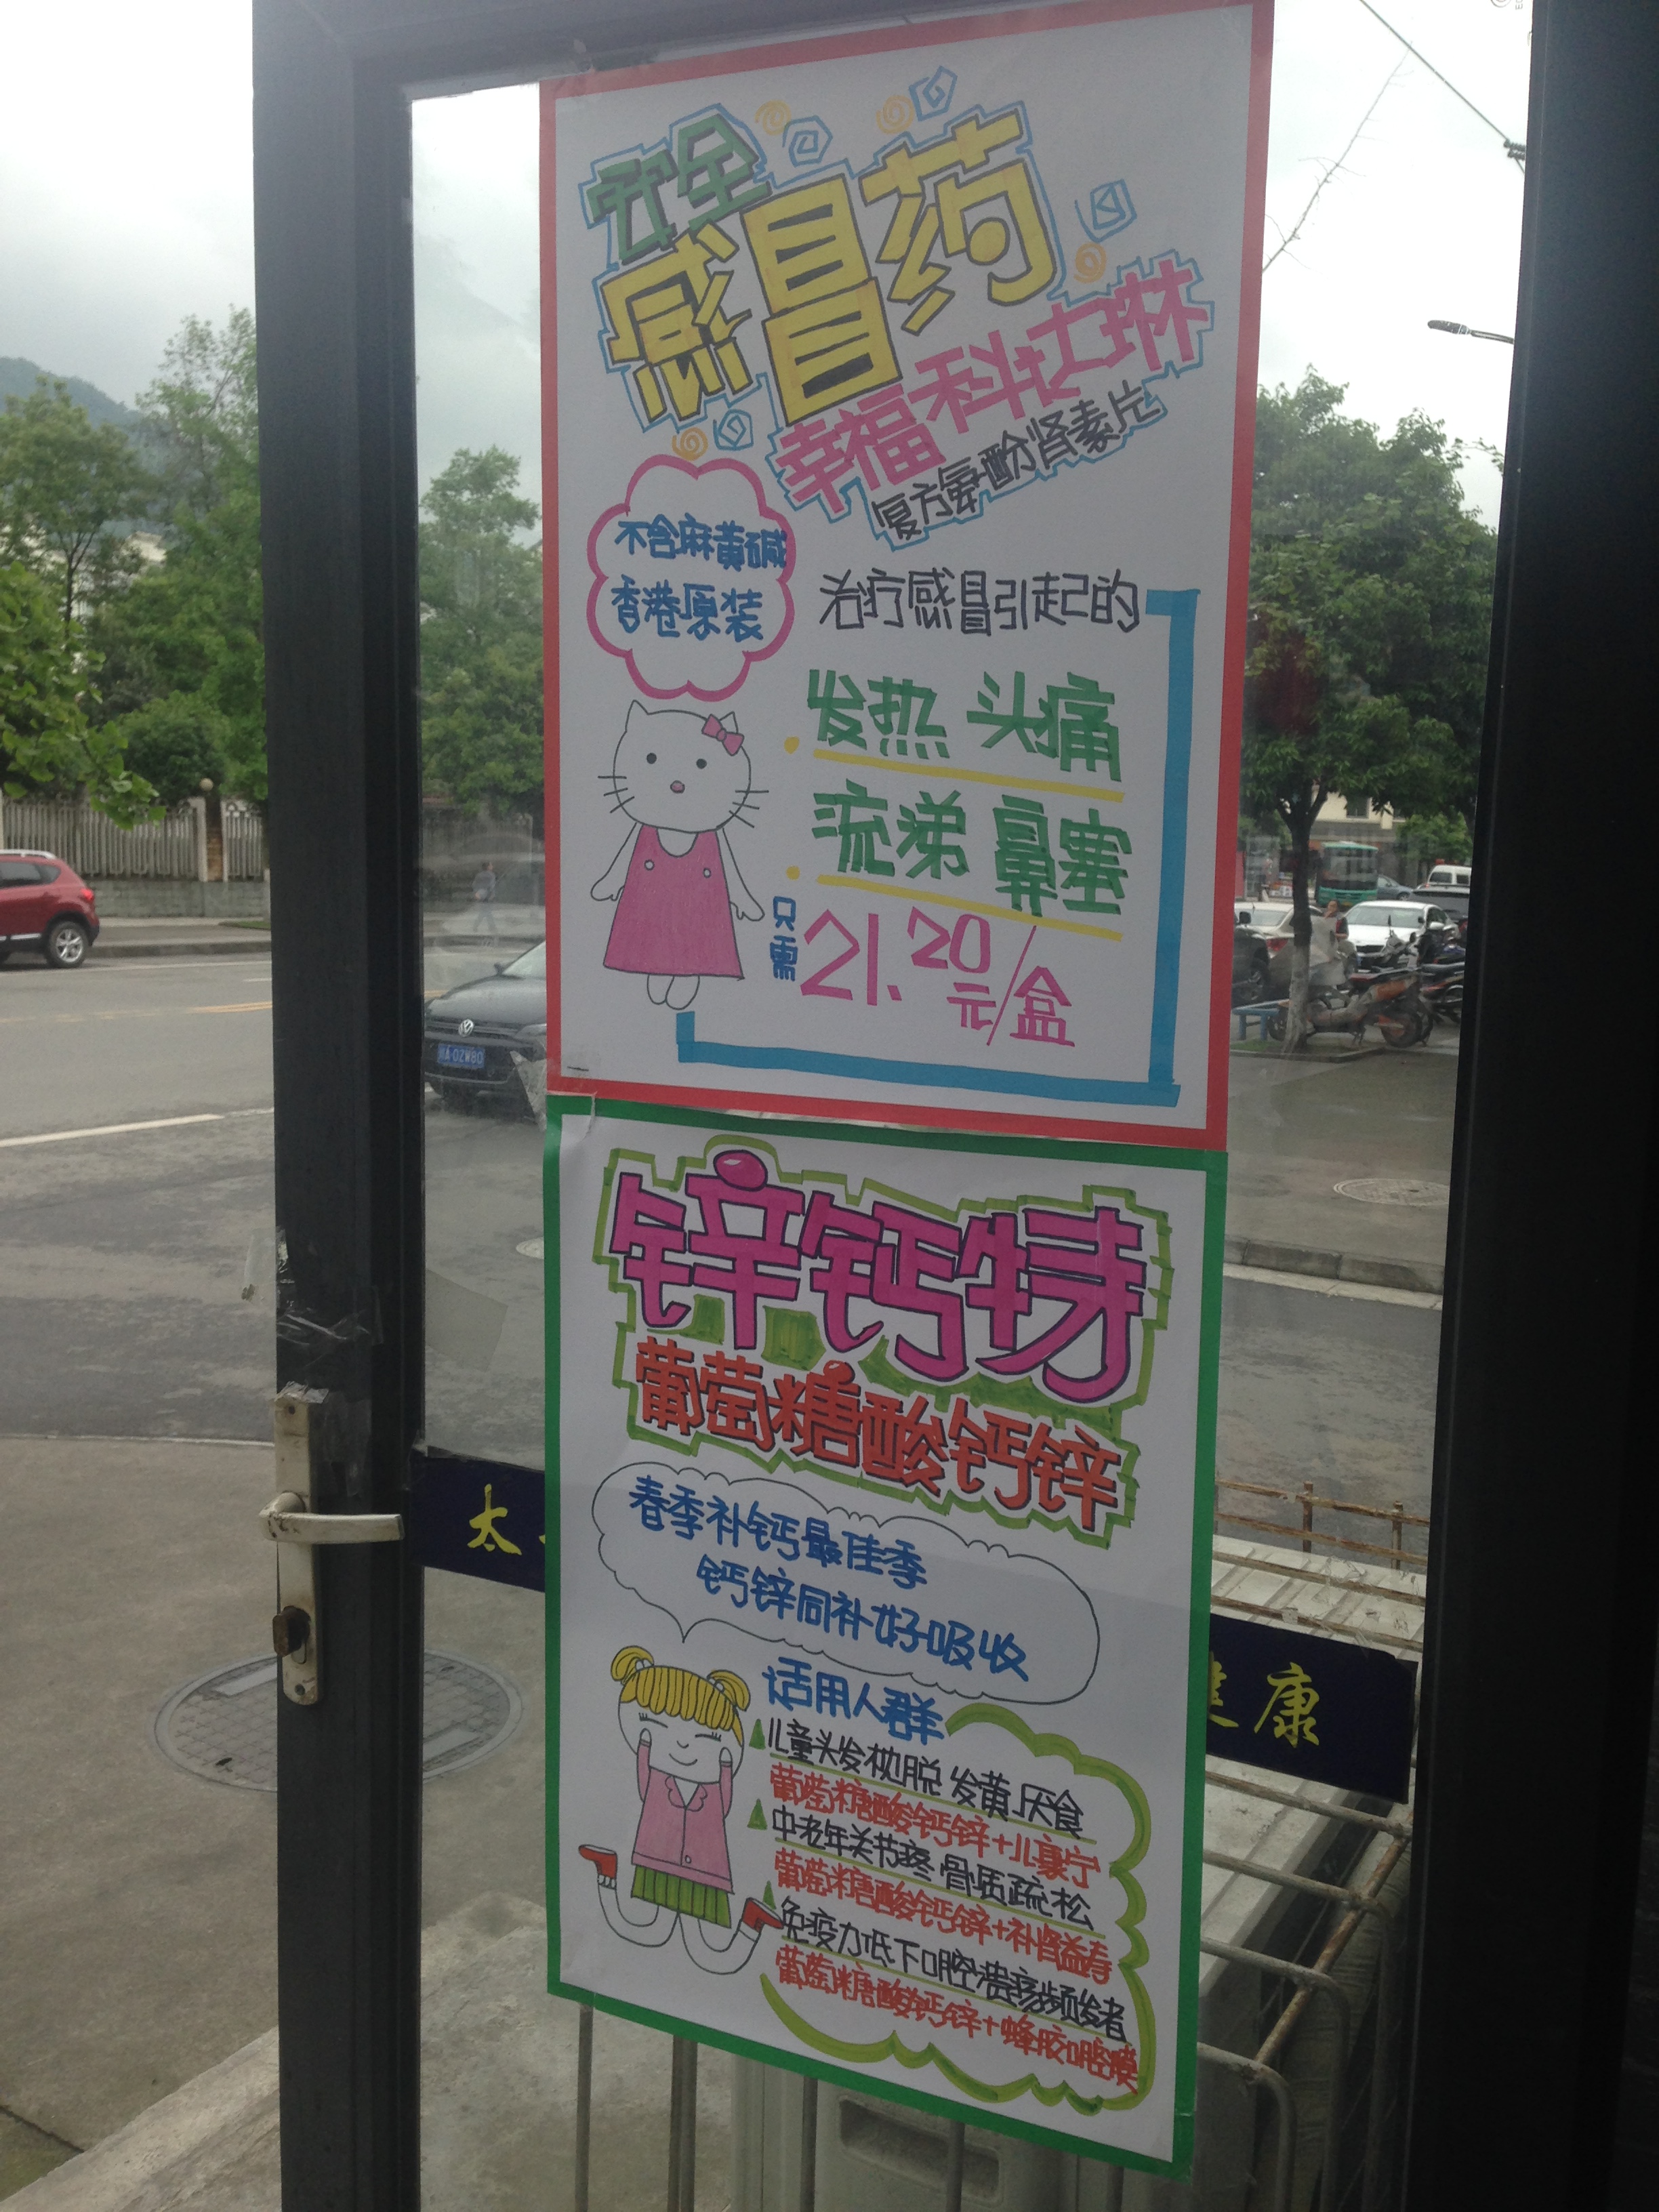 安全
感冒药
幸福科达琳
复方氨酚肾素片
不含麻黄碱
香港原装
治疗感冒引起的
发热 头痛
流涕 鼻塞
只需 21.20元/盒
锌钙特
葡萄糖酸钙锌
春季补钙最佳季
钙锌同补好吸收
适用人群
儿童头发枕脱 发黄 厌食
葡萄糖酸钙锌+儿康宁
中老年关节疼 骨质疏松
葡萄糖酸钙锌+补肾益寿
免疫力低下口腔溃疡频发者
葡萄糖酸钙锌+蜂胶口腔膜
太
康